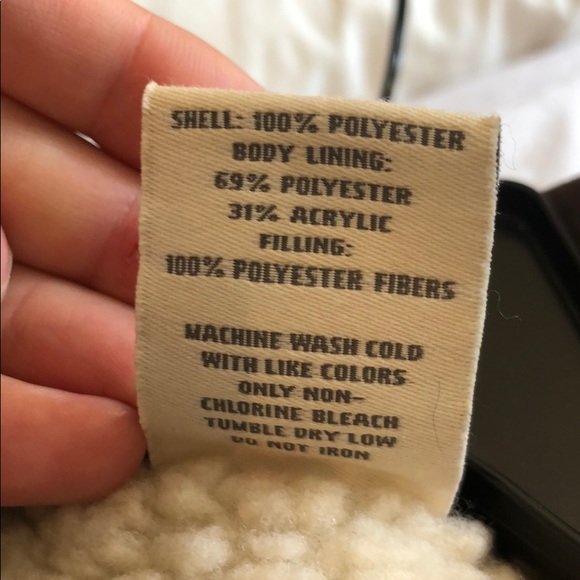 SHELL: 100% POLYESTER
BODY LINING:
69% POLYESTER
31% ACRYLIC
FILLING:
100% POLYESTER FIBERS
MACHINE WASH COLD
WITH LIKE COLORS
ONLY NON-
CHLORINE BLEACH
TUMBLE DRY LOW
DO NOT IRON